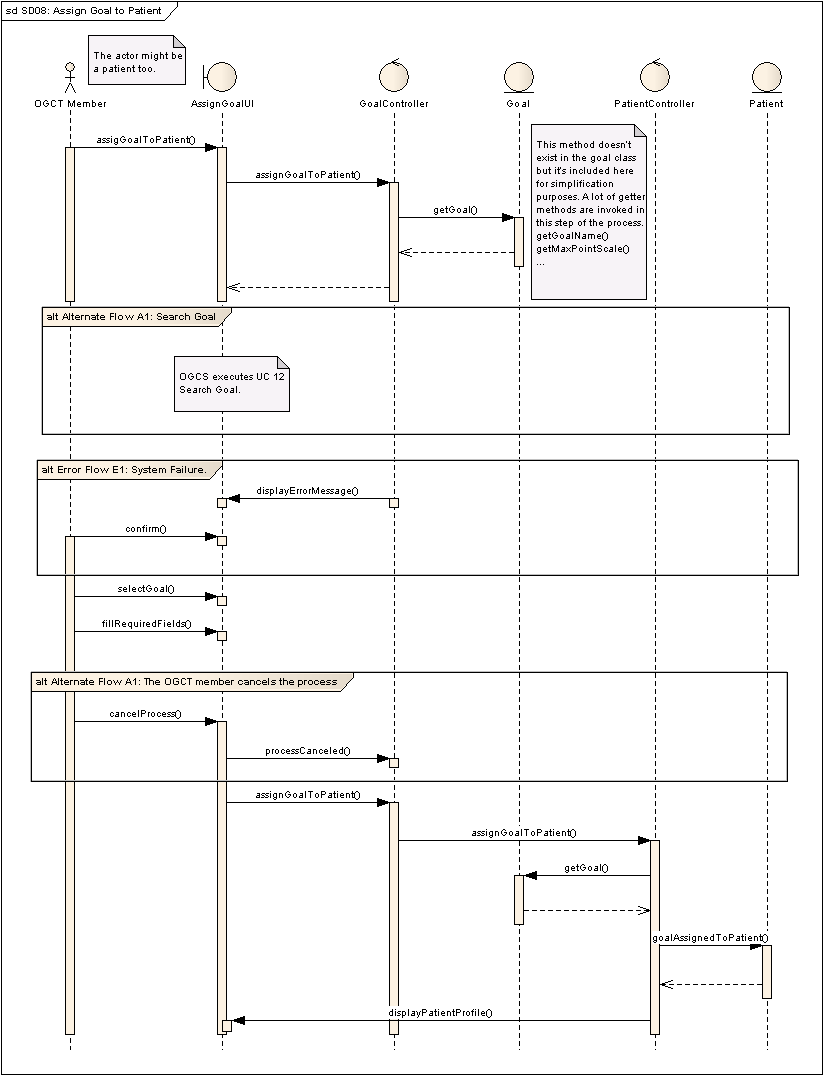 sd SD08: Assign Goal to Patient
The actor might be
a patient too.
OGCT Member
AssignGoalUI
GoalController
Goal
PatientController
Patient
assigGoalToPatient()
assignGoalToPatient()
getGoal()
This method doesn't
exist in the goal class
but it's included here
for simplification
purposes. A lot of getter
methods are invoked in
this step of the process.
getGoalName()
getMaxPointScale()
...
alt Alternate Flow A1: Search Goal
OGCS executes UC 12
Search Goal.
alt Error Flow E1: System Failure.
displayErrorMessage()
confirm()
selectGoal()
fillRequiredFields()
alt Alternate Flow A1: The OGCT member cancels the process
cancelProcess()
processCanceled()
assignGoalToPatient()
assignGoalToPatient()
getGoal()
goalAssignedToPatient()
displayPatientProfile()